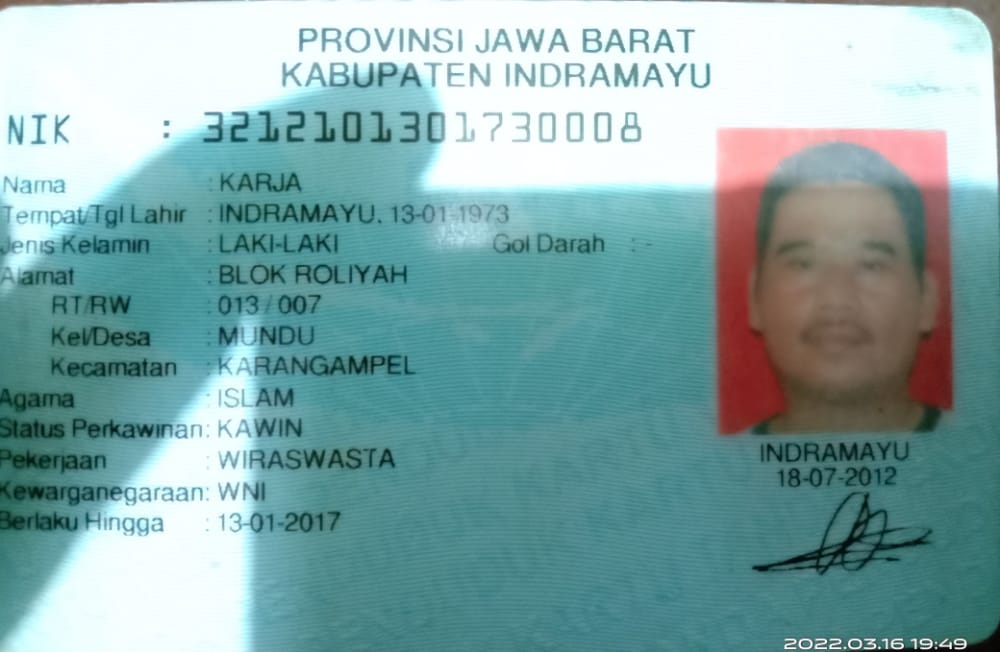 PROVINSI JAWA BARAT
KABUPATEN INDRAMAYU
NIK : 3212101301730008
Nama : KARJA
Tempat/Tgl Lahir : INDRAMAYU, 13-01-1973
Jenis Kelamin : LAKI-LAKI Gol Darah : -
Alamat : BLOK ROLIYAH
RT/RW : 013 / 007
Kel/Desa : MUNDU
Kecamatan : KARANGAMPEL
Agama : ISLAM
Status Perkawinan : KAWIN
Pekerjaan : WIRASWASTA
Kewarganegaraan : WNI
Berlaku Hingga : 13-01-2017
INDRAMAYU
18-07-2012
2022.03.16 19:49